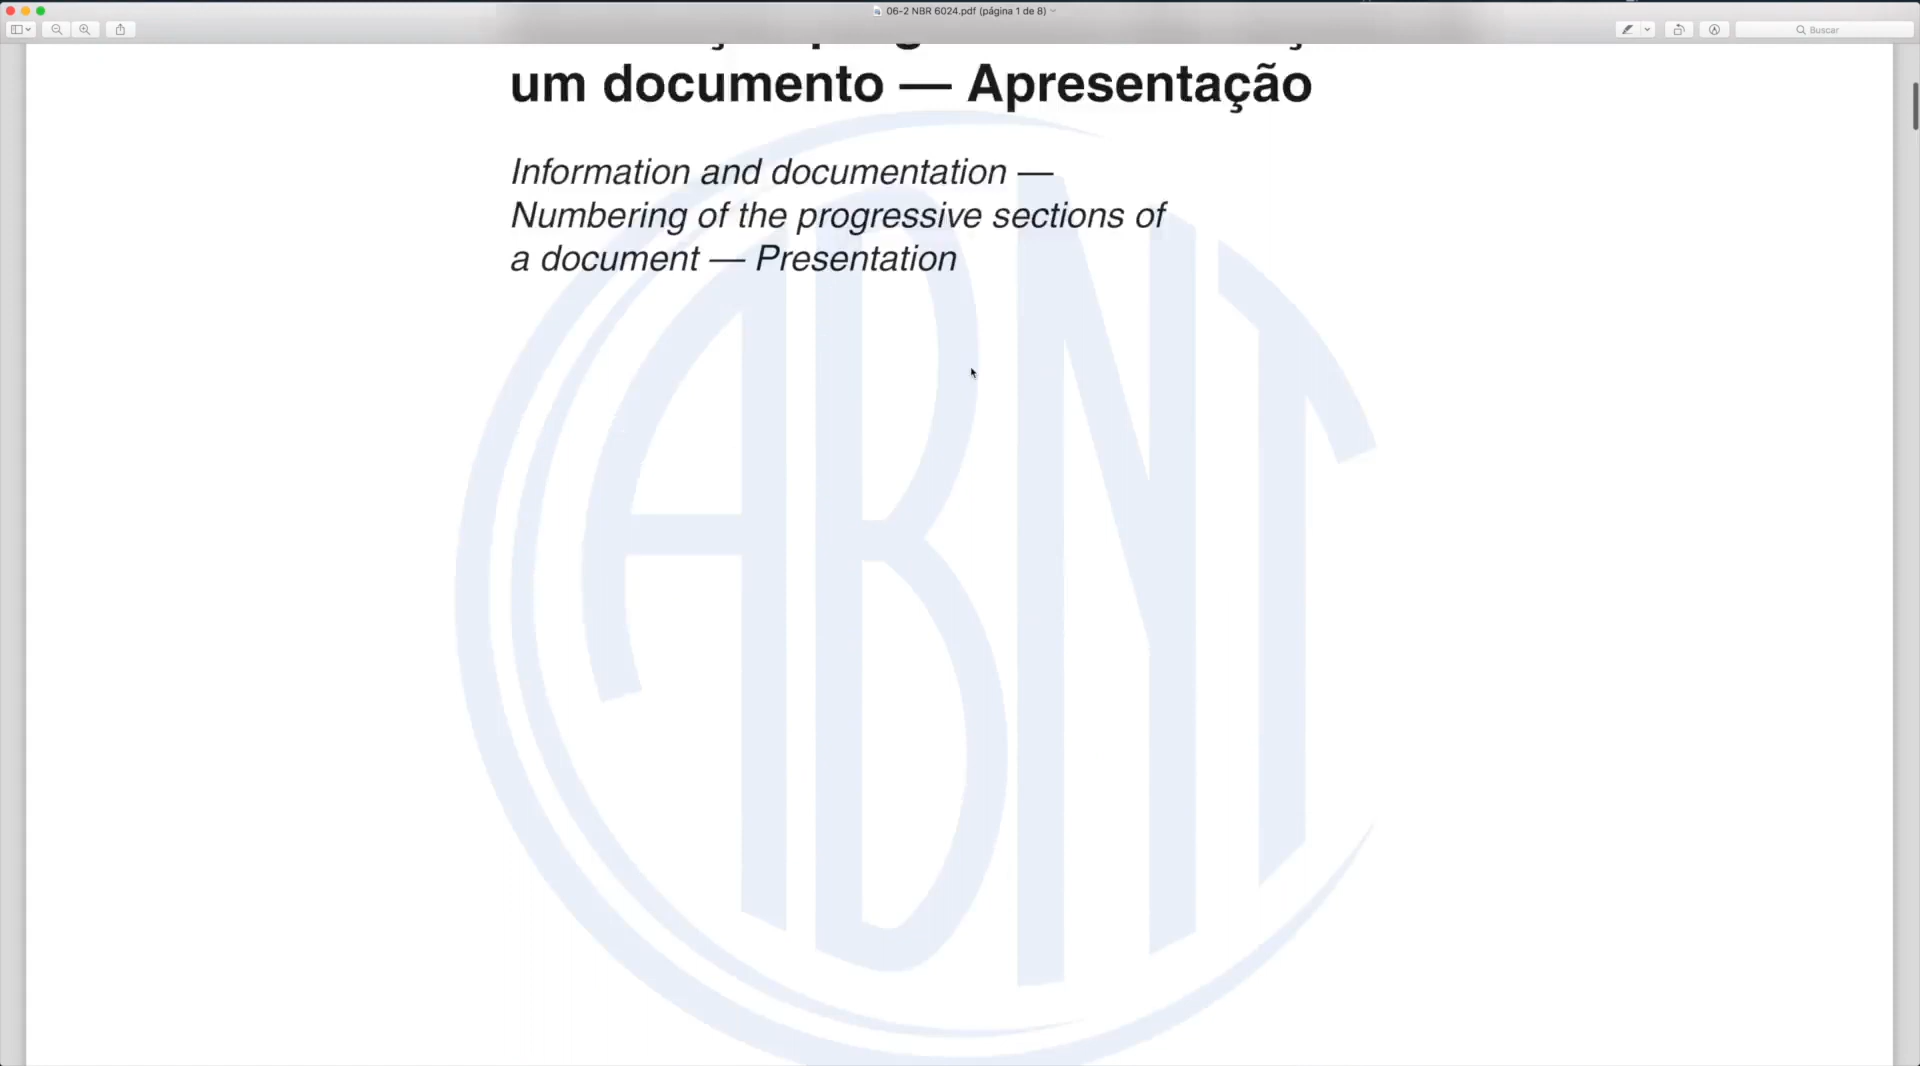 06-2 NBR 6024.pdf (página 1 de 8)
Buscar
um documento — Apresentação
Information and documentation —
Numbering of the progressive sections of
a document — Presentation
ABNT